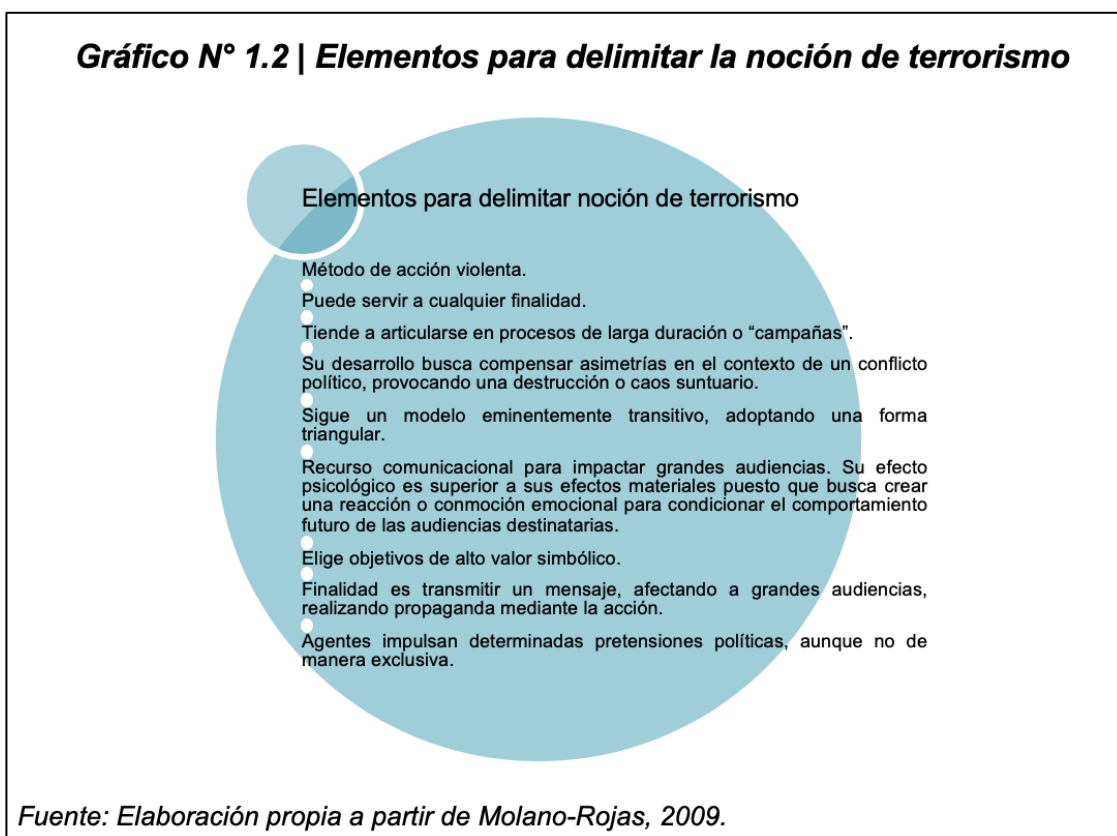 Gráfico N° 1.2 | Elementos para delimitar la noción de terrorismo
Elementos para delimitar noción de terrorismo
Método de acción violenta.
Puede servir a cualquier finalidad.
Tiende a articularse en procesos de larga duración o “campañas”.
Su desarrollo busca compensar asimetrías en el contexto de un conflicto
político, provocando una destrucción o caos suntuario.
Sigue un modelo eminentemente transitivo, adoptando una forma
triangular.
Recurso comunicacional para impactar grandes audiencias. Su efecto
psicológico es superior a sus efectos materiales puesto que busca crear
una reacción o conmoción emocional para condicionar el comportamiento
futuro de las audiencias destinatarias.
Elige objetivos de alto valor simbólico.
Finalidad es transmitir un mensaje, afectando a grandes audiencias,
realizando propaganda mediante la acción.
Agentes impulsan determinadas pretensiones políticas, aunque no de
manera exclusiva.
Fuente: Elaboración propia a partir de Molano-Rojas, 2009.